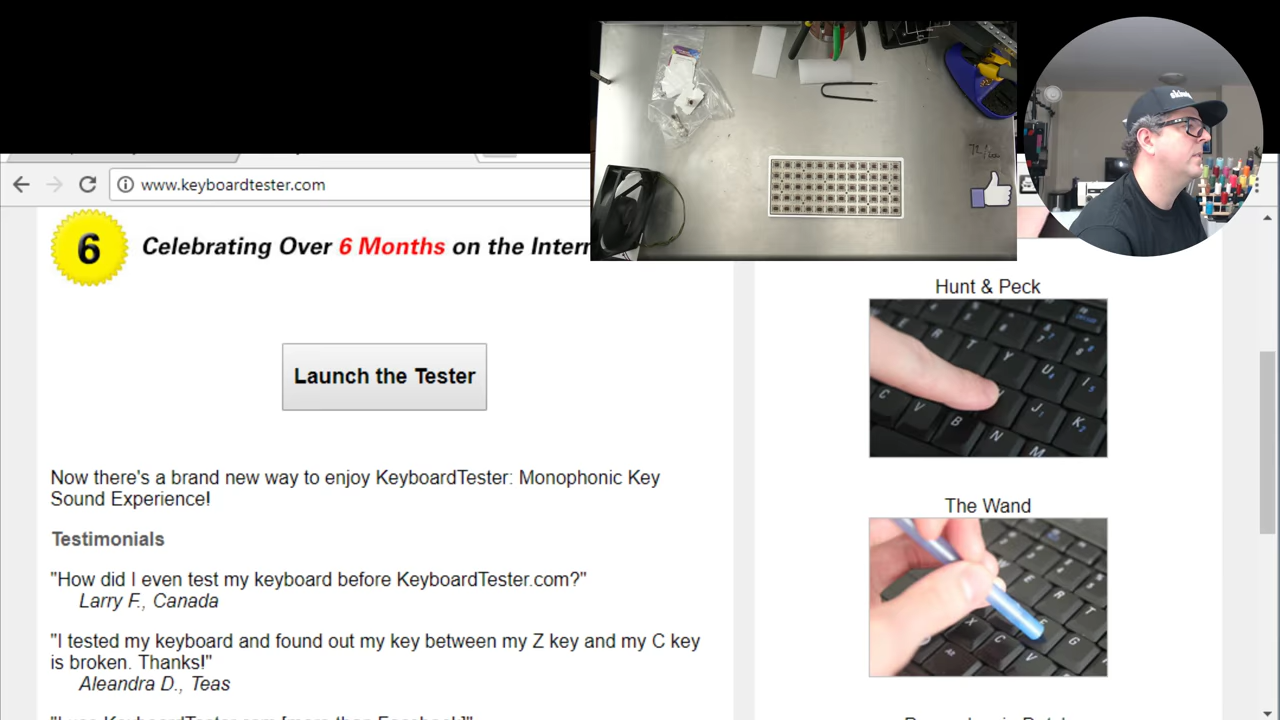 www.keyboardtester.com
6
Celebrating Over 6 Months on the Intern
Launch the Tester
Now there's a brand new way to enjoy KeyboardTester: Monophonic Key
Sound Experience!
Testimonials
"How did I even test my keyboard before KeyboardTester.com?"
Larry F., Canada
"I tested my keyboard and found out my key between my Z key and my C key
is broken. Thanks!"
Aleandra D., Teas
Hunt & Peck
The Wand